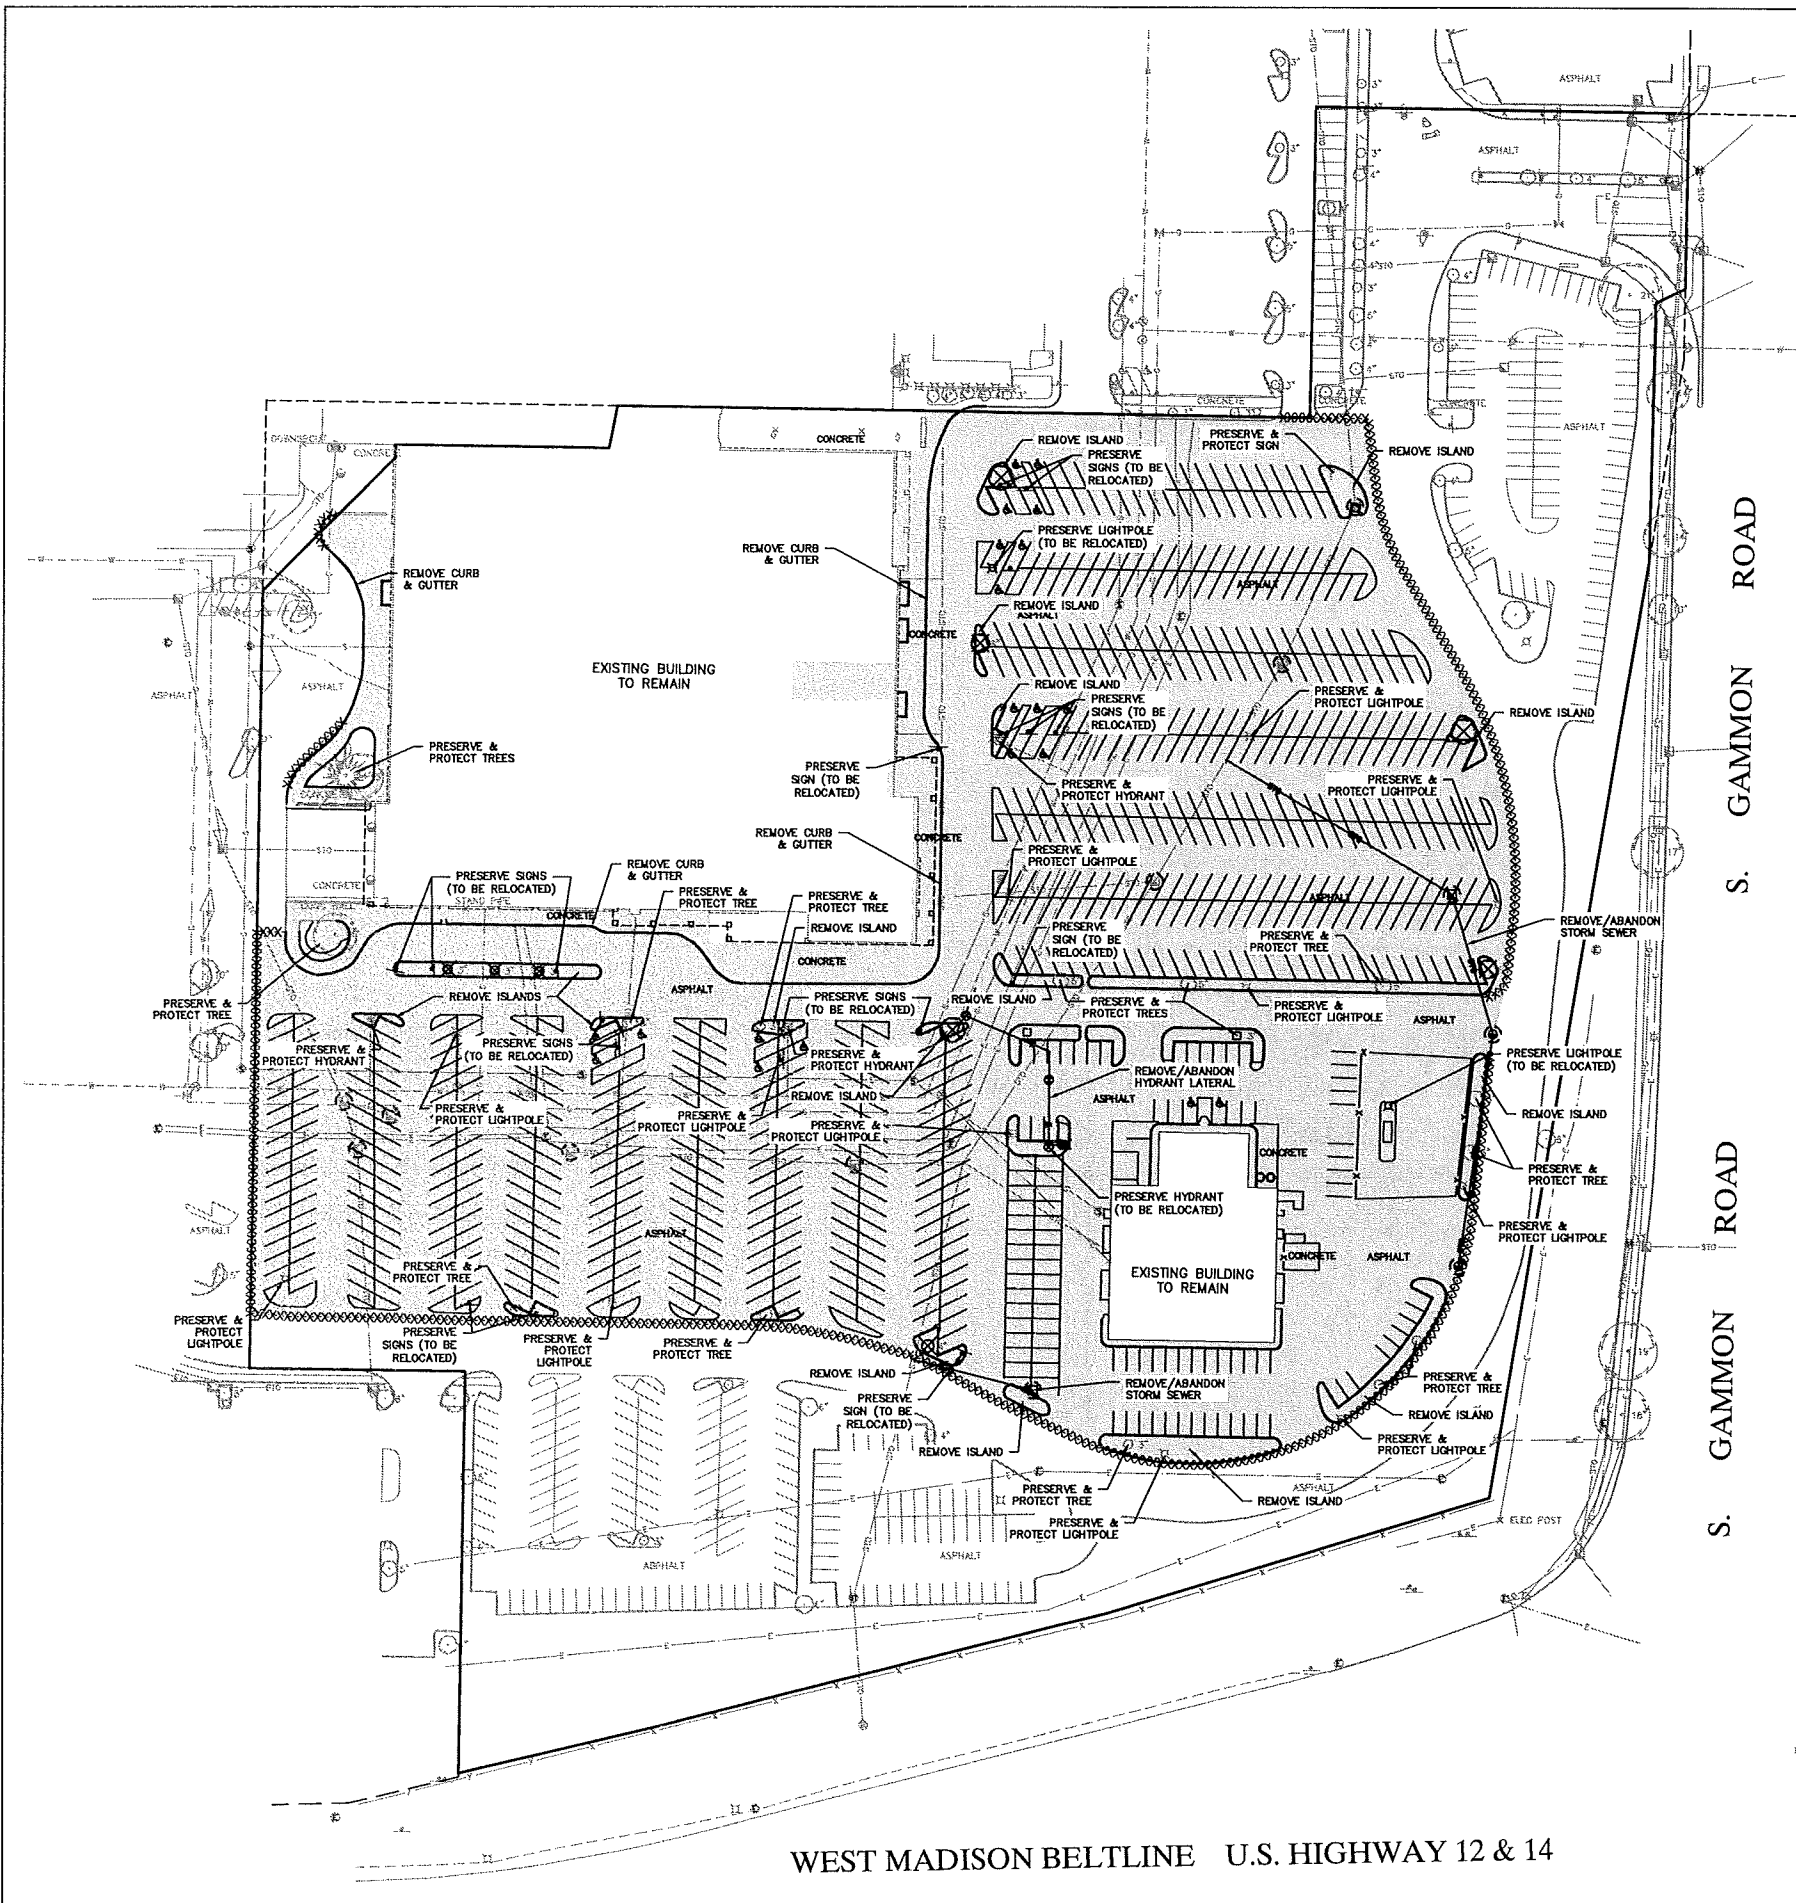 ASPHALT
ASPHALT
REMOVE ISLAND
PRESERVE
SIGNS (TO BE
RELOCATED)
PRESERVE &
PROTECT SIGN
REMOVE ISLAND
CONCRETE
CONCRETE
CONCRETE
CONCRETE
ASPHALT
CONCRETE
PRESERVE LIGHTPOLE
(TO BE RELOCATED)
REMOVE CURB
& GUTTER
REMOVE CURB
& GUTTER
ASPHALT
REMOVE ISLAND
ASPHALT
CONCRETE
EXISTING BUILDING
TO REMAIN
ASPHALT
ASPHALT
REMOVE ISLAND
PRESERVE
SIGNS (TO BE
RELOCATED)
PRESERVE &
PROTECT LIGHTPOLE
REMOVE ISLAND
PRESERVE &
PROTECT TREES
PRESERVE
SIGN (TO BE
RELOCATED)
PRESERVE &
PROTECT HYDRANT
PRESERVE &
PROTECT LIGHTPOLE
REMOVE CURB
& GUTTER
CONCRETE
PRESERVE &
PROTECT LIGHTPOLE
S. GAMMON ROAD
PRESERVE SIGNS
(TO BE RELOCATED)
STAND PIPE
REMOVE CURB
& GUTTER
PRESERVE &
PROTECT TREE
PRESERVE &
PROTECT TREE
REMOVE ISLAND
CONCRETE
CONCRETE
CONCRETE
ASPHALT
PRESERVE
SIGN (TO BE
RELOCATED)
PRESERVE &
PROTECT TREE
REMOVE/ABANDON
STORM SEWER
ASPHALT
PRESERVE &
PROTECT TREE
REMOVE ISLANDS
PRESERVE SIGNS
(TO BE RELOCATED)
REMOVE ISLAND
PRESERVE &
PROTECT TREES
PRESERVE &
PROTECT LIGHTPOLE
ASPHALT
PRESERVE &
PROTECT HYDRANT
PRESERVE SIGNS
(TO BE RELOCATED)
PRESERVE &
PROTECT HYDRANT
REMOVE ISLAND
REMOVE/ABANDON
HYDRANT LATERAL
ASPHALT
PRESERVE LIGHTPOLE
(TO BE RELOCATED)
PRESERVE &
PROTECT LIGHTPOLE
PRESERVE &
PROTECT LIGHTPOLE
PRESERVE &
PROTECT LIGHTPOLE
REMOVE ISLAND
CONCRETE
PRESERVE &
PROTECT TREE
PRESERVE HYDRANT
(TO BE RELOCATED)
PRESERVE &
PROTECT LIGHTPOLE
ASPHALT
ASPHALT
CONCRETE
ASPHALT
EXISTING BUILDING
TO REMAIN
PRESERVE &
PROTECT TREE
PRESERVE &
PROTECT
LIGHTPOLE
PRESERVE
SIGNS (TO BE
RELOCATED)
PRESERVE &
PROTECT
LIGHTPOLE
PRESERVE &
PROTECT TREE
REMOVE ISLAND
PRESERVE
SIGN (TO BE
RELOCATED)
REMOVE ISLAND
REMOVE/ABANDON
STORM SEWER
PRESERVE &
PROTECT TREE
REMOVE ISLAND
PRESERVE &
PROTECT LIGHTPOLE
PRESERVE &
PROTECT TREE
PRESERVE &
PROTECT LIGHTPOLE
REMOVE ISLAND
ASPHALT
ELEC POST
ASPHALT
ASPHALT
S. GAMMON ROAD
WEST MADISON BELTLINE U.S. HIGHWAY 12 & 14